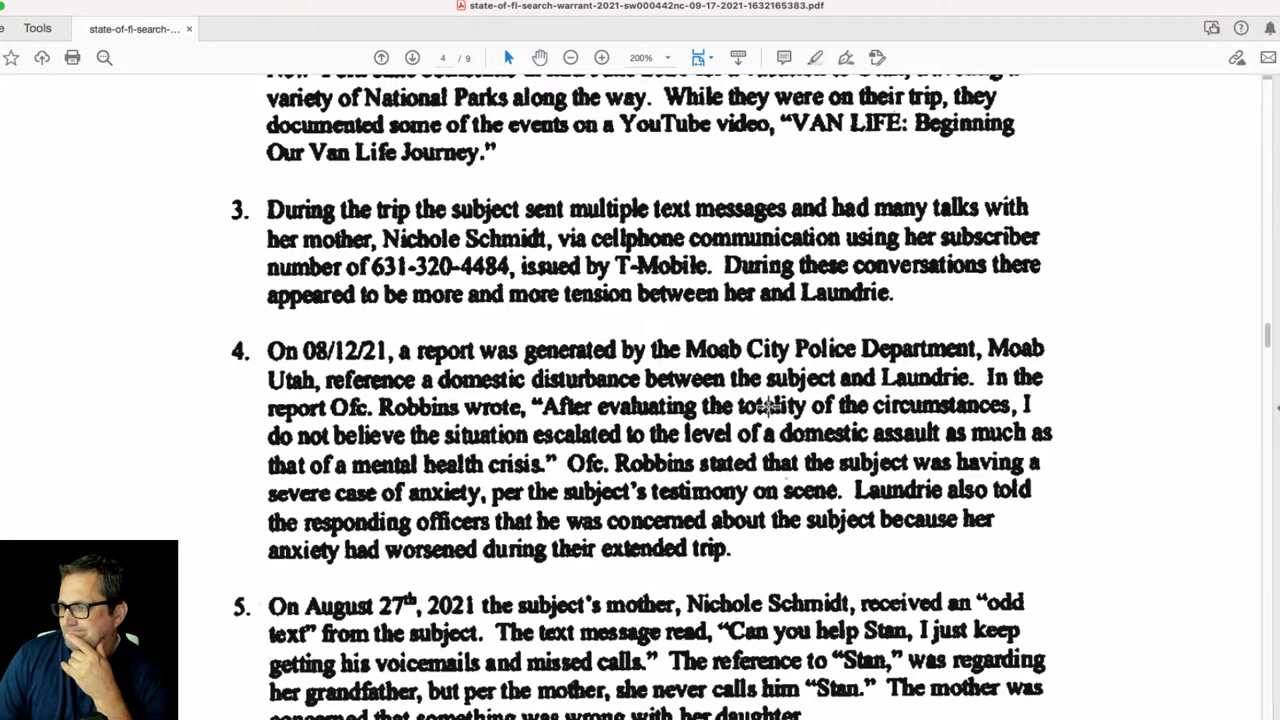 state-of-fl-search-warrant-2021-sw000442nc-09-17-2021-1632165383.pdf
Tools
state-of-fl-search-...
4 / 9
200%
variety of National Parks along the way. While they were on their trip, they
documented some of the events on a YouTube video, “VAN LIFE: Beginning
Our Van Life Journey.”
3. During the trip the subject sent multiple text messages and had many talks with
her mother, Nichole Schmidt, via cellphone communication using her subscriber
number of 631-320-4484, issued by T-Mobile. During these conversations there
appeared to be more and more tension between her and Laundrie.
4. On 08/12/21, a report was generated by the Moab City Police Department, Moab
Utah, reference a domestic disturbance between the subject and Laundrie. In the
report Ofc. Robbins wrote, “After evaluating the totality of the circumstances, I
do not believe the situation escalated to the level of a domestic assault as much as
that of a mental health crisis.” Ofc. Robbins stated that the subject was having a
severe case of anxiety, per the subject’s testimony on scene. Laundrie also told
the responding officers that he was concerned about the subject because her
anxiety had worsened during their extended trip.
5. On August 27th, 2021 the subject’s mother, Nichole Schmidt, received an “odd
text” from the subject. The text message read, “Can you help Stan, I just keep
getting his voicemails and missed calls.” The reference to “Stan,” was regarding
her grandfather, but per the mother, she never calls him “Stan.” The mother was
concerned that something was wrong with her daughter